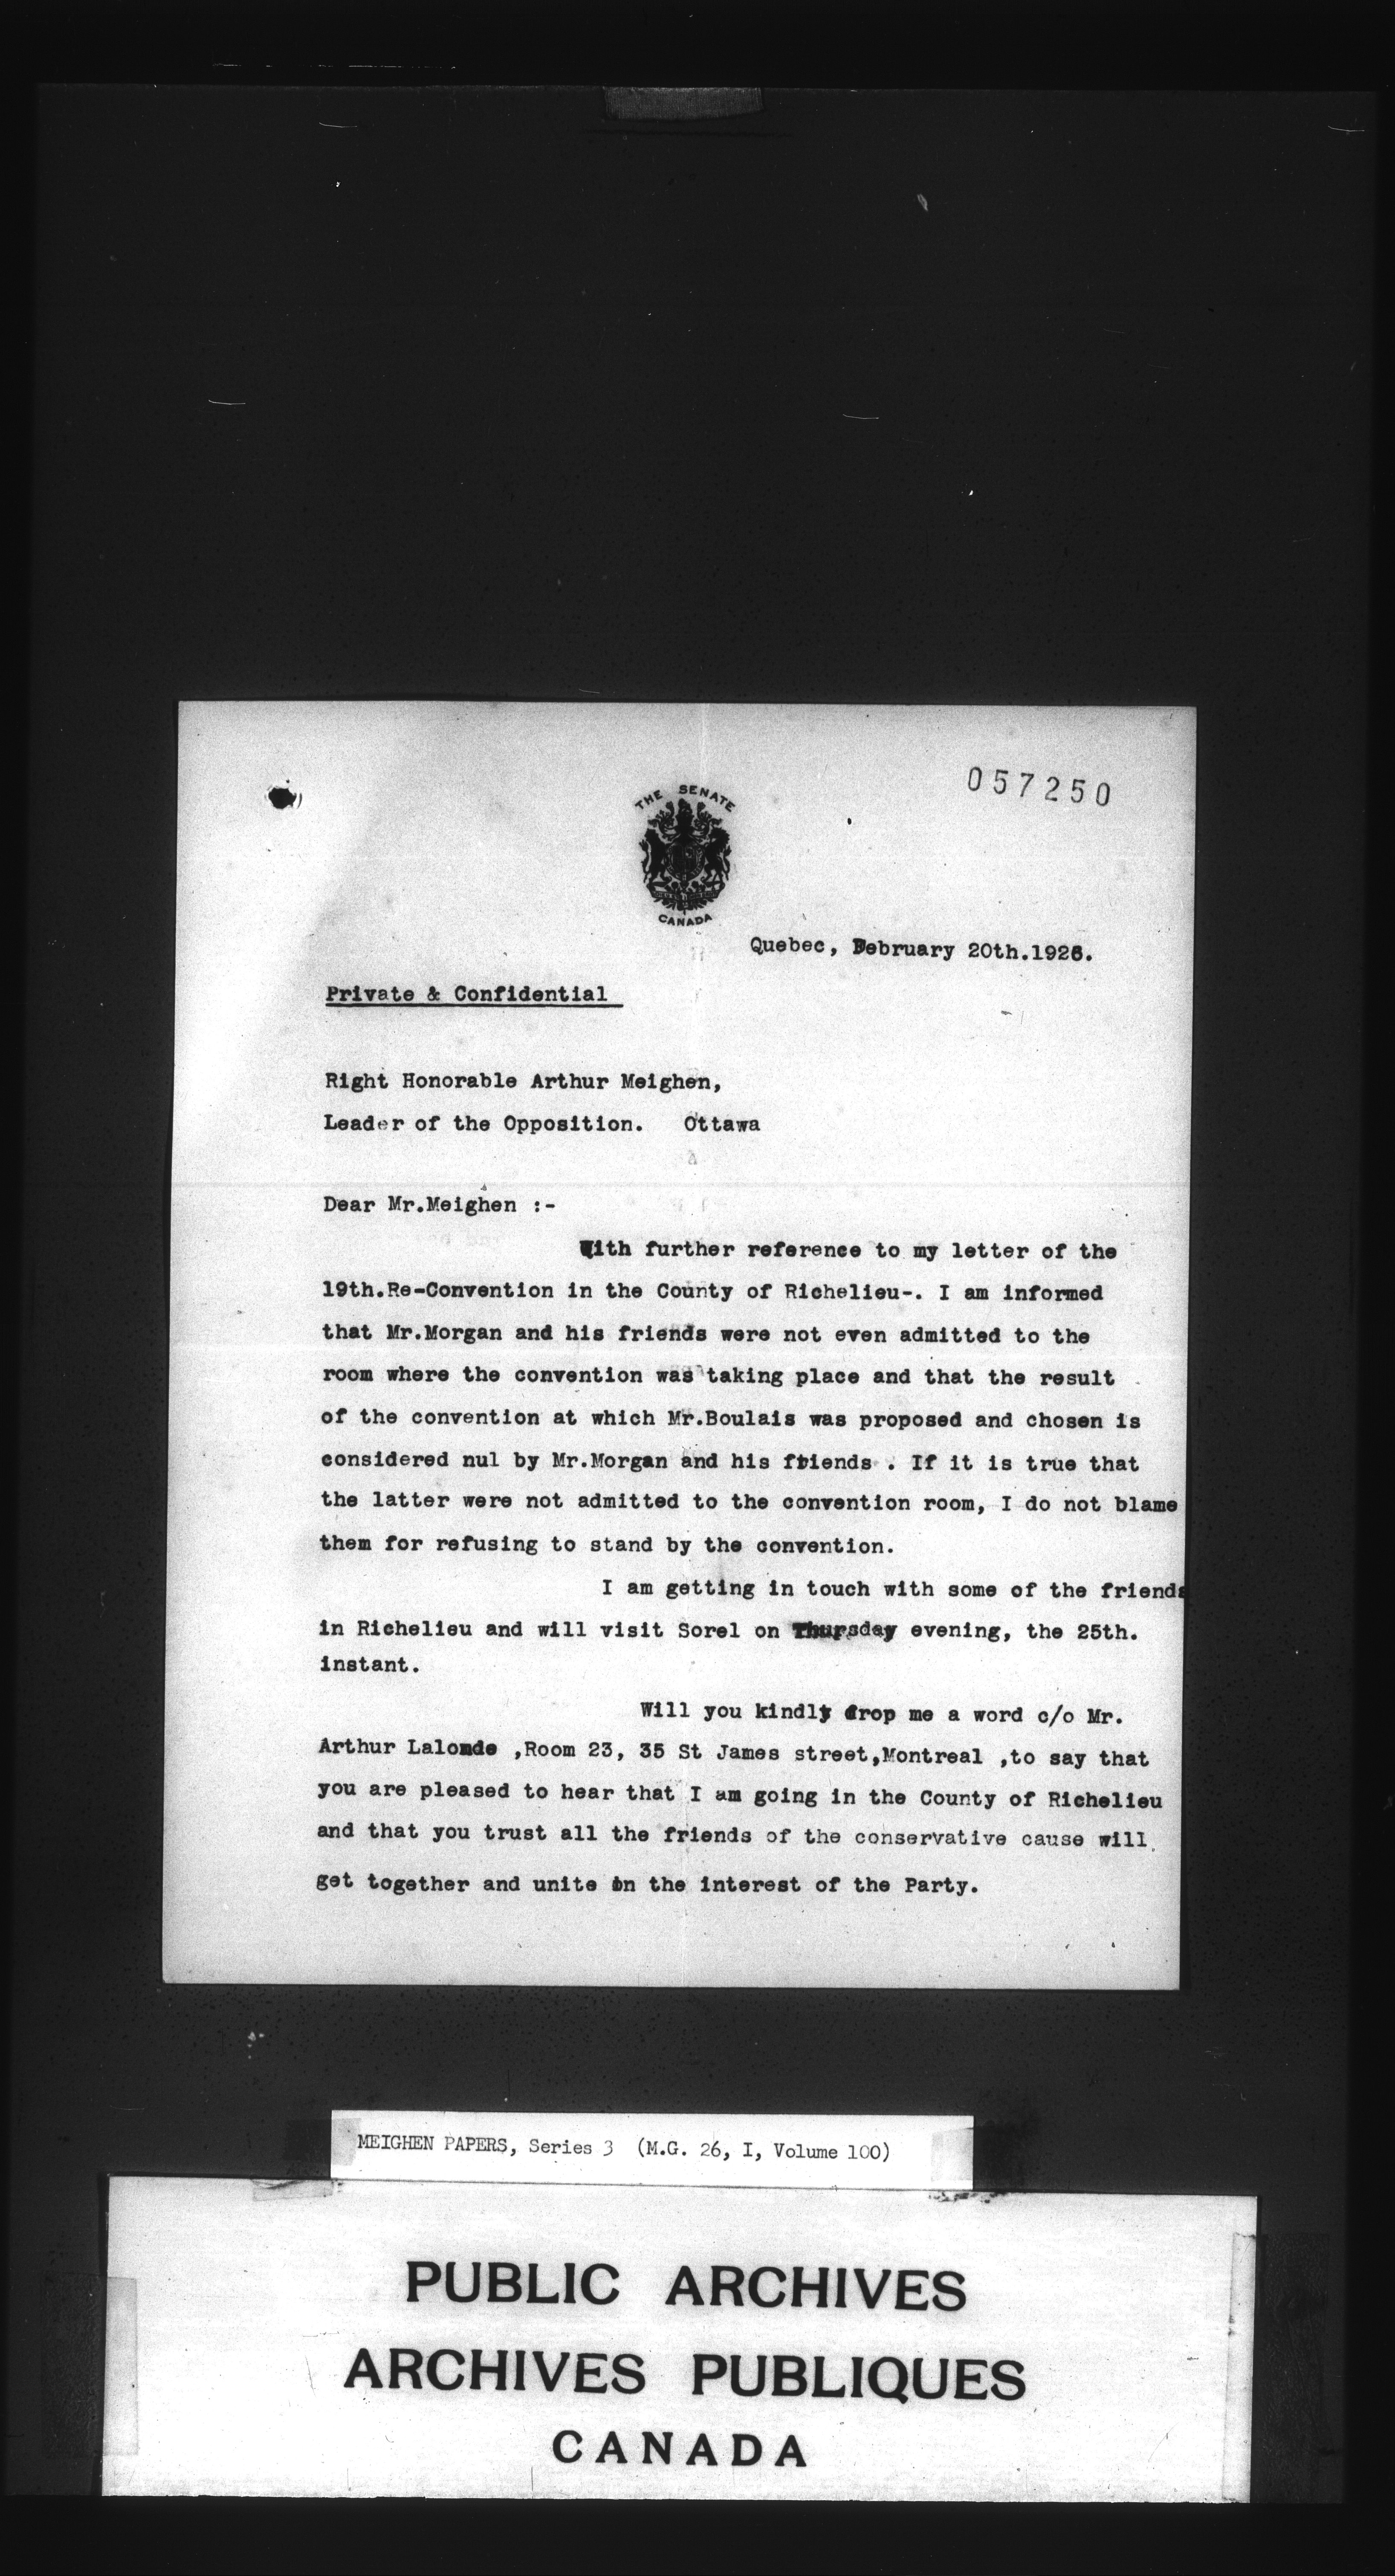 057250
THE SENATE
CANADA
Quebec, February 20th.1926.
Private & Confidential
Right Honorable Arthur Meighen,
Leader of the Opposition. Ottawa
Dear Mr.Meighen :-
With further reference to my letter of the
19th.Re-Convention in the County of Richelieu-. I am informed
that Mr.Morgan and his friends were not even admitted to the
room where the convention was taking place and that the result
of the convention at which Mr.Boulais was proposed and chosen is
considered nul by Mr.Morgan and his friends . If it is true that
the latter were not admitted to the convention room, I do not blame
them for refusing to stand by the convention.
I am getting in touch with some of the friends
in Richelieu and will visit Sorel on Thursday evening, the 25th.
instant.
Will you kindly drop me a word c/o Mr.
Arthur Lalonde ,Room 23, 35 St James street,Montreal ,to say that
you are pleased to hear that I am going in the County of Richelieu
and that you trust all the friends of the conservative cause will
get together and unite in the interest of the Party.
MEIGHEN PAPERS, Series 3 (M.G. 26, I, Volume 100)
PUBLIC ARCHIVES
ARCHIVES PUBLIQUES
CANADA